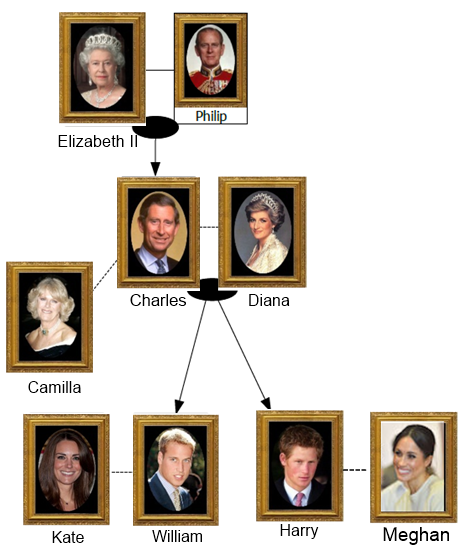 Philip
Elizabeth II
Charles
Diana
Camilla
Kate
William
Harry
Meghan